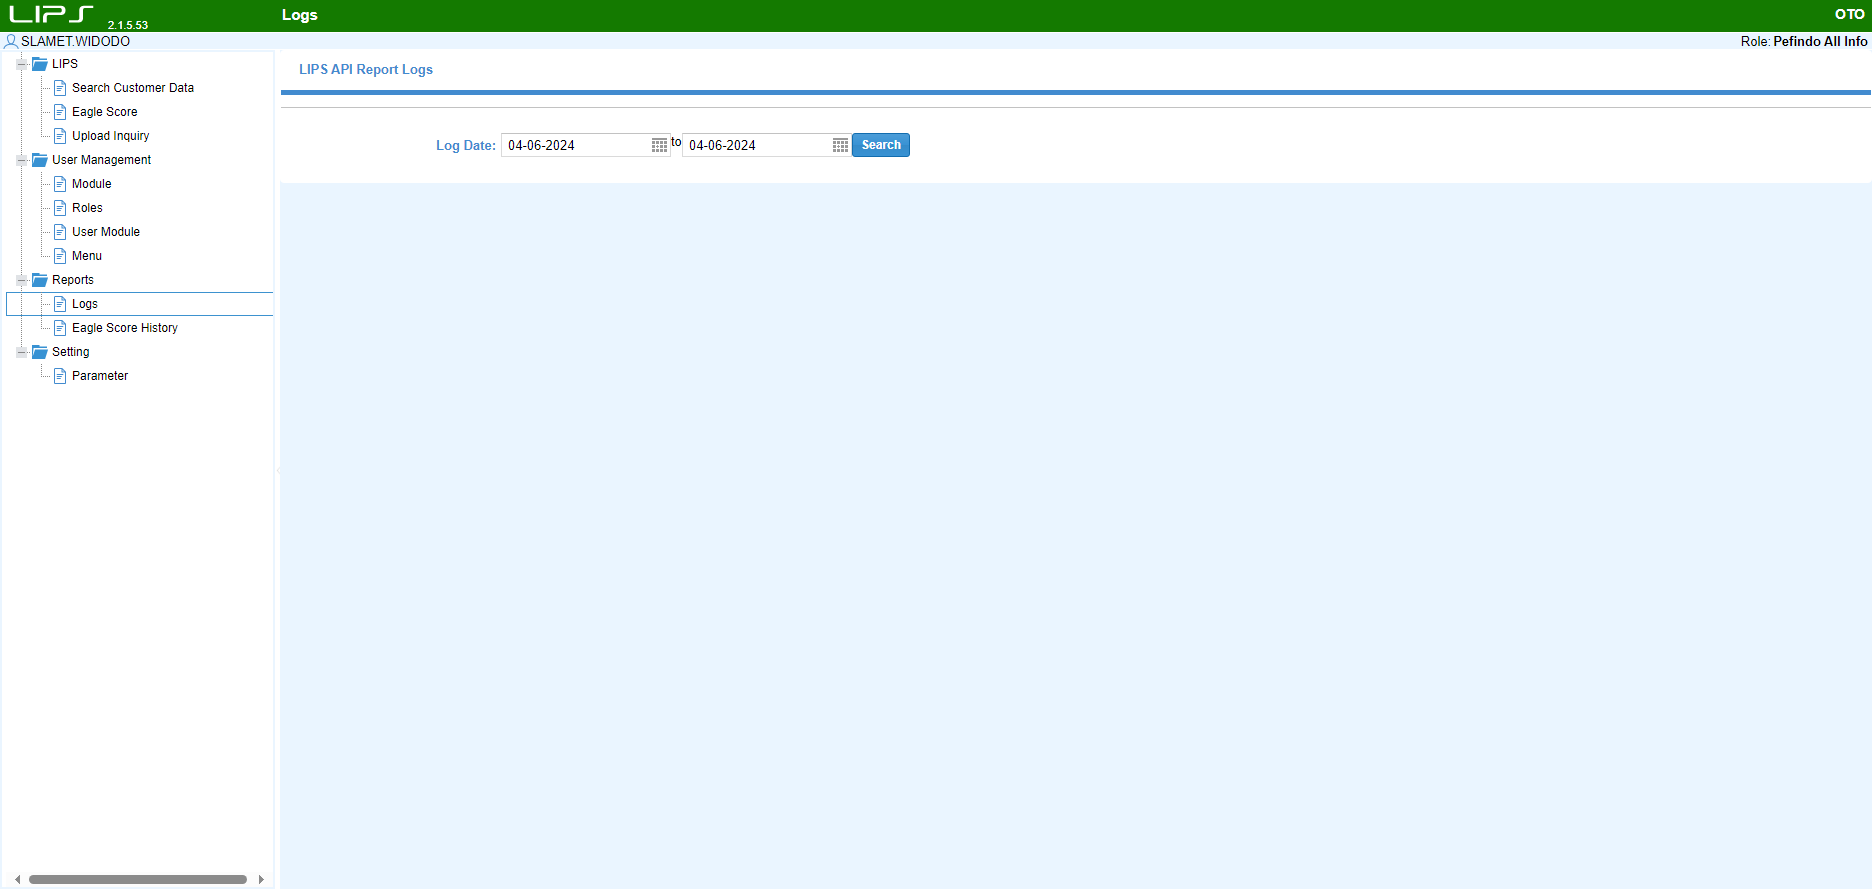 LIPS 2.1.5.53 Logs OTO
SLAMET.WIDODO Role: Pefindo All Info
LIPS
Search Customer Data
Eagle Score
Upload Inquiry
User Management
Module
Roles
User Module
Menu
Reports
Logs
Eagle Score History
Setting
Parameter
LIPS API Report Logs
Log Date: 04-06-2024 to 04-06-2024 Search